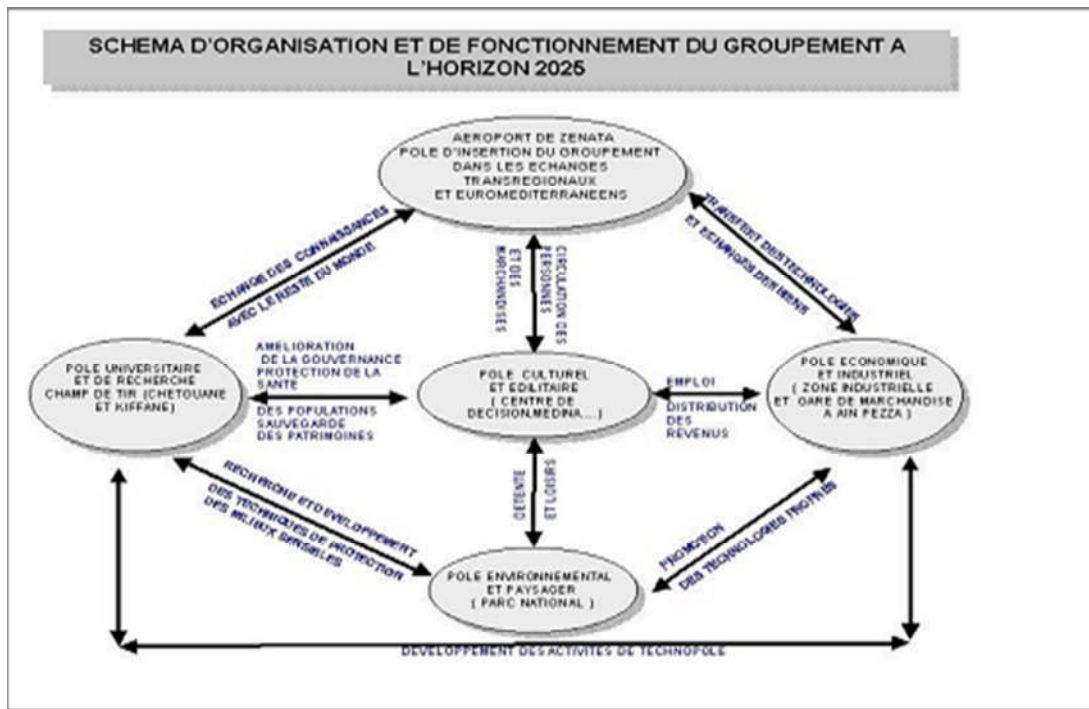 SCHEMA D'ORGANISATION ET DE FONCTIONNEMENT DU GROUPEMENT A
L'HORIZON 2025
AEROPORT DE ZENATA
POLE D'INSERTION DU GROUPEMENT
DANS LES ECHANGES
TRANSREGIONAUX
ET EUROMEDITERRANEENS
ECHANGE DES CONNAISSANCES
AVEC LE RESTE DU MONDE
CIRCULATION DES
PERSONNES
ET DES
MARCHANDISES
TRANSFERT DES TECHNOLOGIES
ET ECHANGES DES BIENS
POLE UNIVERSITAIRE
ET DE RECHERCHE
CHAMP DE TIR (CHETOUANE
ET KIFFANE)
AMELIORATION
DE LA GOUVERNANCE
PROTECTION DE LA
SANTE
DES POPULATIONS
SAUVEGARDE
DES PATRIMOINES
POLE CULTUREL
ET EDILITAIRE
( CENTRE DE
DECISION,MEDINA....)
EMPLOI
DISTRIBUTION
DES
REVENUS
POLE ECONOMIQUE
ET INDUSTRIEL
( ZONE INDUSTRIELLE
ET GARE DE MARCHANDISE
A AIN FEZZA )
RECHERCHE ET DEVELOPPEMENT
DES TECHNIQUES DE PROTECTION
DES MILIEUX SENSIBLES
DETENTE
ET LOISIRS
PROMOTION
DES TECHNOLOGIES PROPRES
POLE ENVIRONNEMENTAL
ET PAYSAGER
( PARC NATIONAL )
DEVELOPPEMENT DES ACTIVITES DE TECHNOPOLE